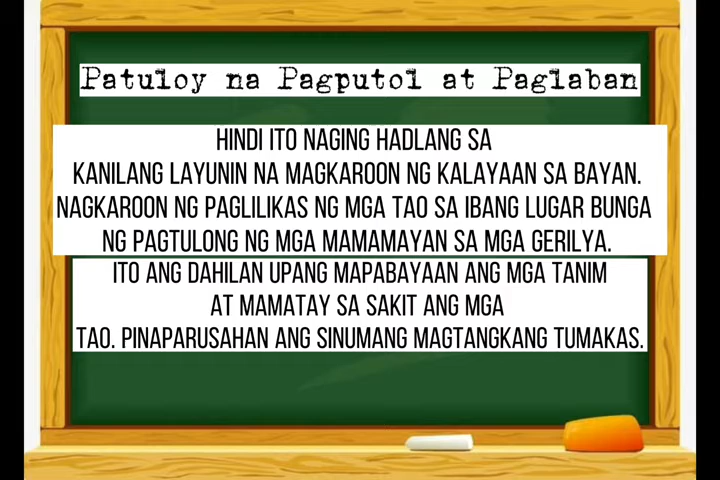 Patuloy na Pagputol at Paglaban
HINDI ITO NAGING HADLANG SA
KANILANG LAYUNIN NA MAGKAROON NG KALAYAAN SA BAYAN.
NAGKAROON NG PAGLILIKAS NG MGA TAO SA IBANG LUGAR BUNGA
NG PAGTULONG NG MGA MAMAMAYAN SA MGA GERILYA.
ITO ANG DAHILAN UPANG MAPABAYAAN ANG MGA TANIM
AT MAMATAY SA SAKIT ANG MGA
TAO. PINAPARUSAHAN ANG SINUMANG MAGTANGKANG TUMAKAS.